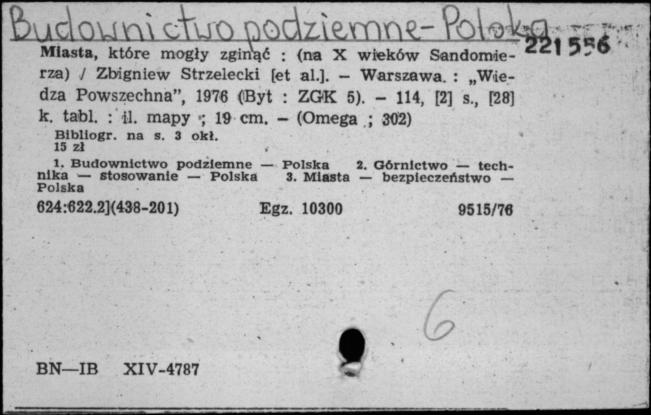 Budownictwo podziemne - Polska
221556
Miasta, które mogły zginąć : (na X wieków Sandomie-
rza) / Zbigniew Strzelecki [et al.]. – Warszawa. : „Wie-
dza Powszechna”, 1976 (Byt : ZGK 5). – 114, [2] s., [28]
k. tabl. : il. mapy ; 19 cm. – (Omega ; 302)
Bibliogr. na s. 3 okł.
15 zł
1. Budownictwo podziemne — Polska 2. Górnictwo — tech-
nika — stosowanie — Polska 3. Miasta — bezpieczeństwo —
Polska
624:622.2](438-201) Egz. 10300 9515/76
6
BN—IB XIV-4787